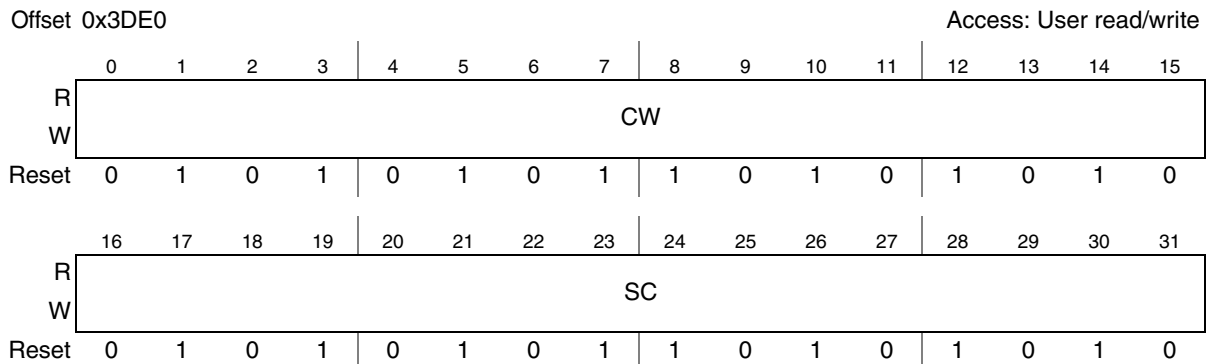 Offset 0x3DE0 Access: User read/write
0 1 2 3 4 5 6 7 8 9 10 11 12 13 14 15
R
CW
W
Reset 0 1 0 1 0 1 0 1 1 0 1 0 1 0 1 0
16 17 18 19 20 21 22 23 24 25 26 27 28 29 30 31
R
SC
W
Reset 0 1 0 1 0 1 0 1 1 0 1 0 1 0 1 0